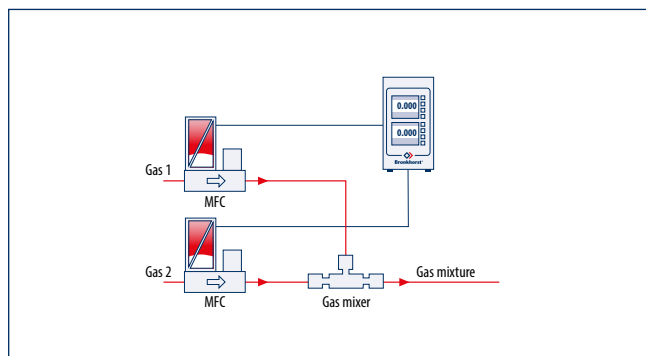 0.000
0.000
Bronkhorst®
Gas 1
MFC
Gas 2
MFC
Gas mixer
Gas mixture